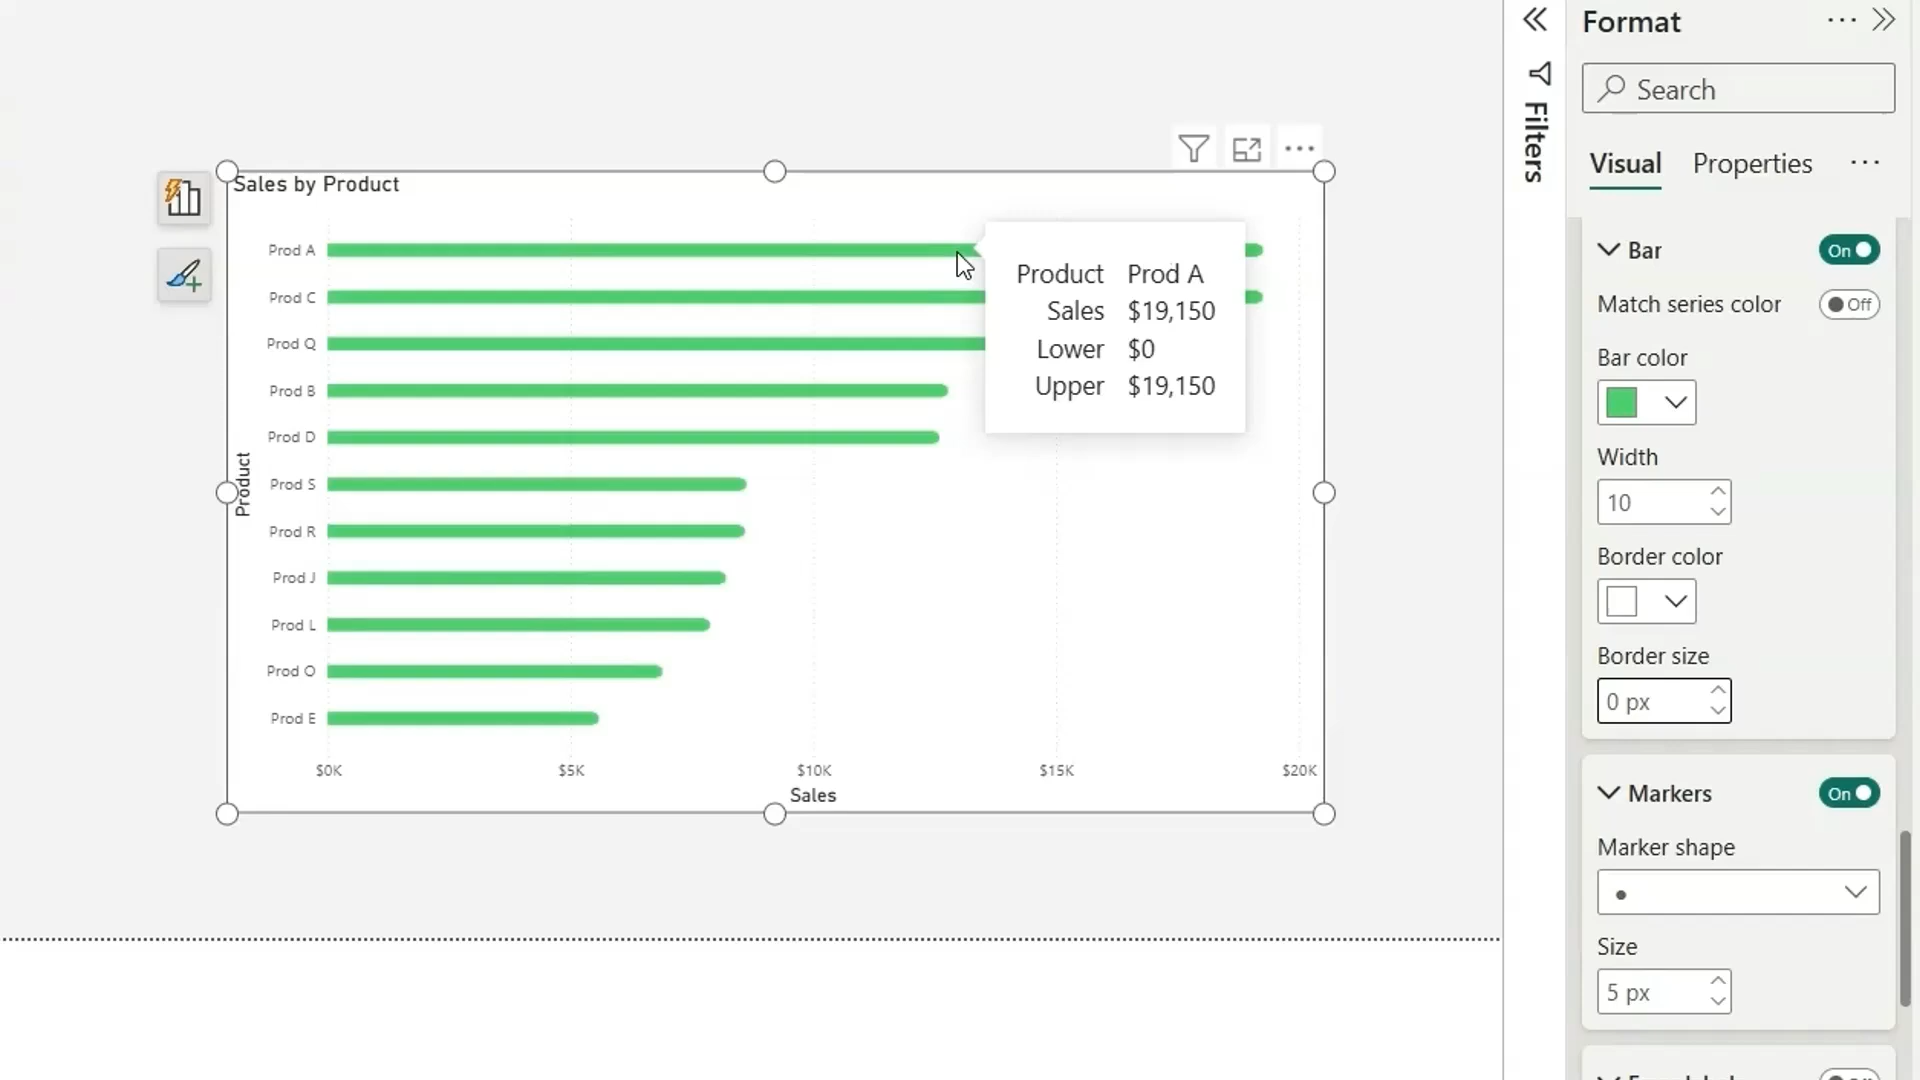 Format
Search
Filters
Visual
Properties
Sales by Product
Prod A
Prod C
Prod Q
Prod B
Prod D
Prod S
Prod R
Prod J
Prod L
Prod O
Prod E
Product
$0K
$5K
$10K
$15K
$20K
Sales
Product Prod A
Sales $19,150
Lower $0
Upper $19,150
Bar On
Match series color Off
Bar color
Width
10
Border color
Border size
0 px
Markers On
Marker shape
Size
5 px